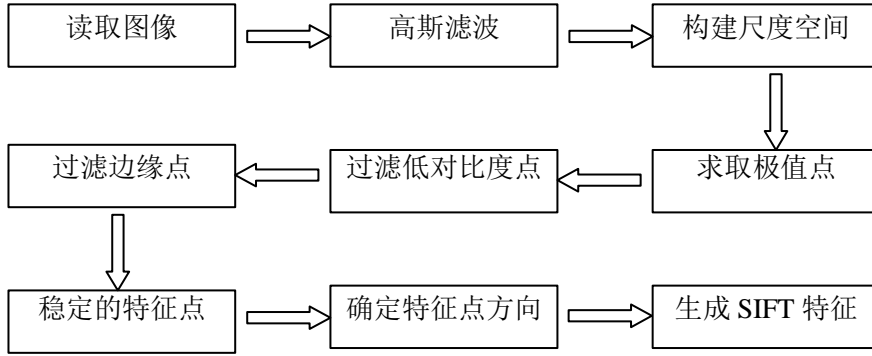 读取图像
高斯滤波
构建尺度空间
求取极值点
过滤低对比度点
过滤边缘点
稳定的特征点
确定特征点方向
生成 SIFT 特征